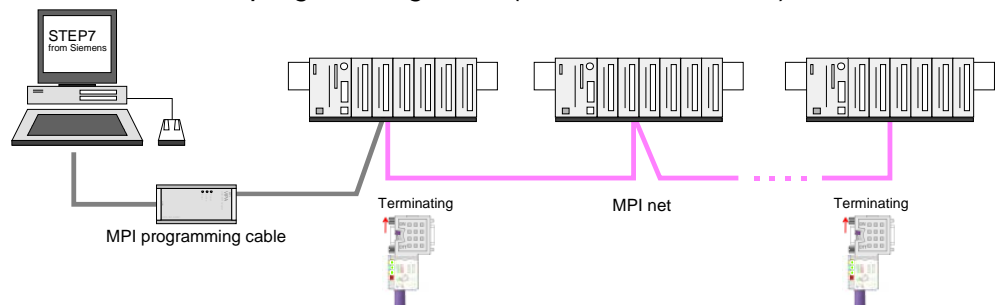 STEP7
from Siemens
Terminating
MPI net
Terminating
MPI programming cable